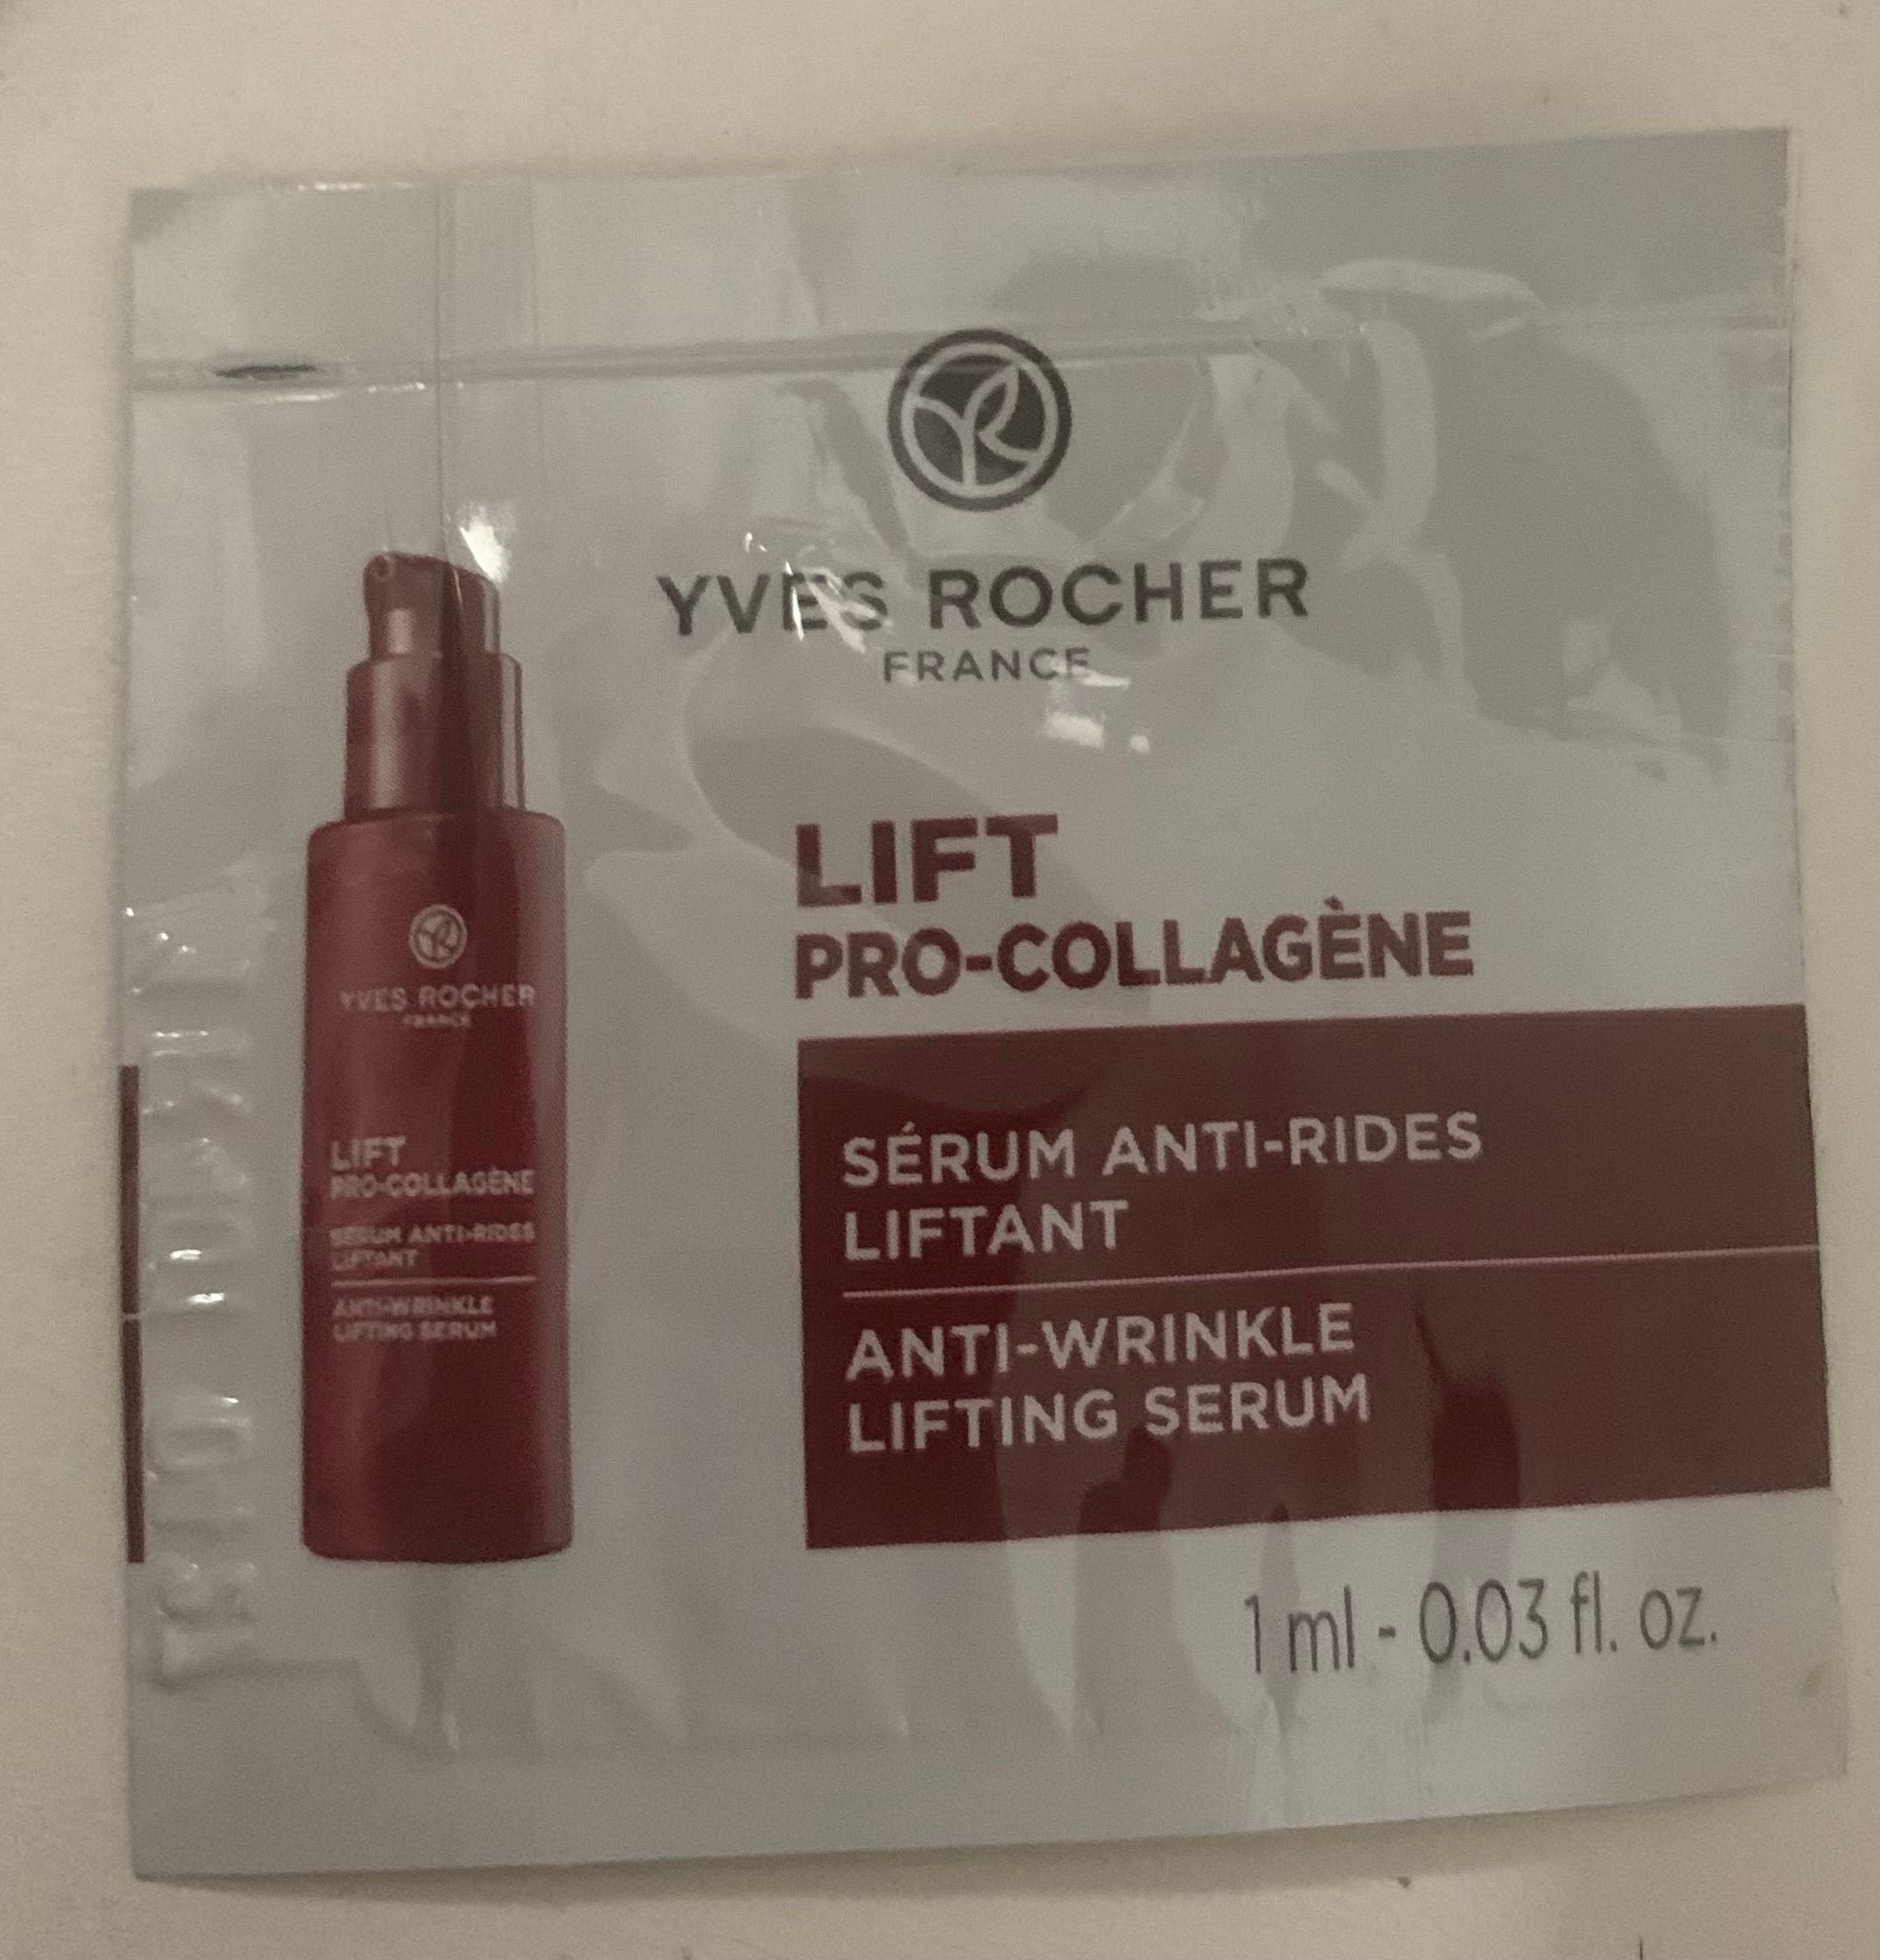 YVES ROCHER
FRANCE
LIFT
PRO-COLLAGÈNE
SÉRUM ANTI-RIDES
LIFTANT
ANTI-WRINKLE
LIFTING SERUM
1 ml - 0.03 fl. oz.
YVES ROCHER
FRANCE
LIFT
PRO-COLLAGÈNE
SÉRUM ANTI-RIDES
LIFTANT
ANTI-WRINKLE
LIFTING SERUM